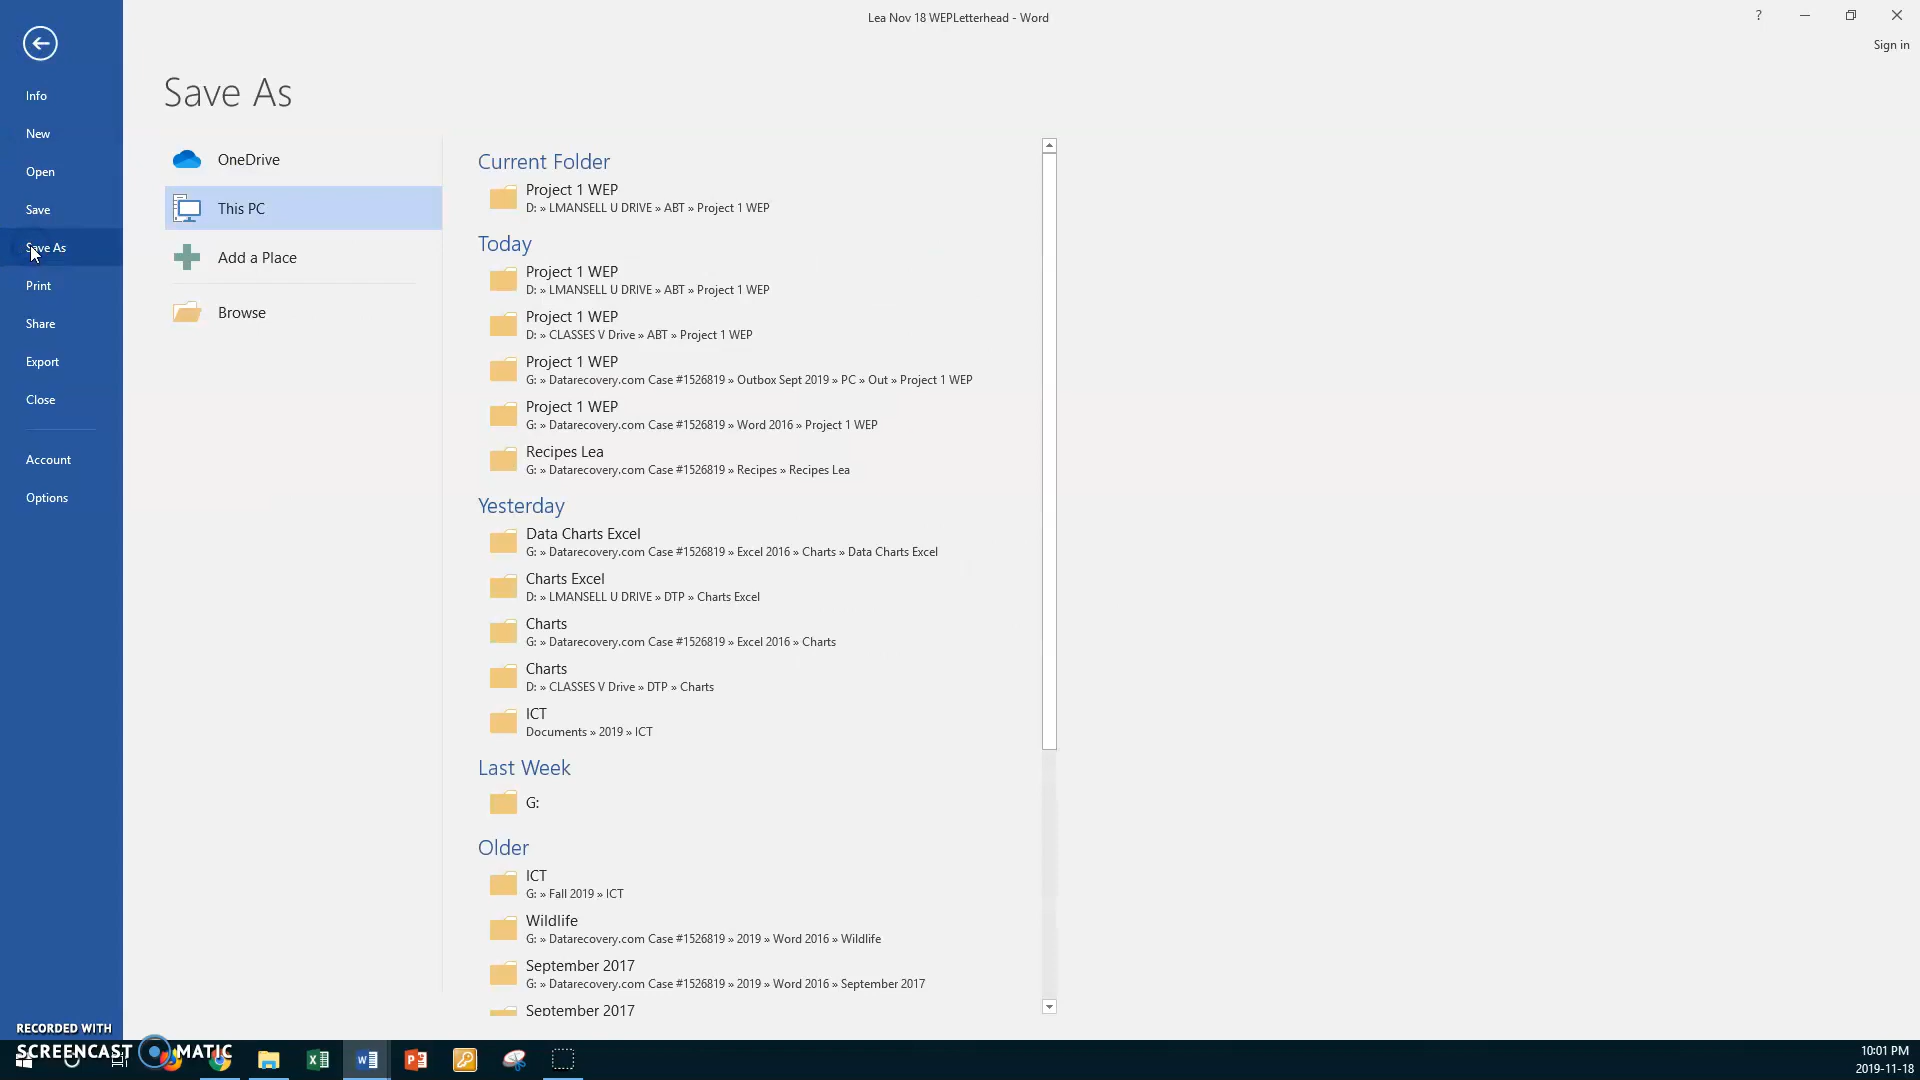 Lea Nov 18 WEPLetterhead - Word
?
Sign in
Info
New
Open
Save
Save As
Print
Share
Export
Close
Account
Options
Save As
OneDrive
This PC
Add a Place
Browse
Current Folder
Project 1 WEP
D: » LMANSELL U DRIVE » ABT » Project 1 WEP
Today
Project 1 WEP
D: » LMANSELL U DRIVE » ABT » Project 1 WEP
Project 1 WEP
D: » CLASSES V Drive » ABT » Project 1 WEP
Project 1 WEP
G: » Datarecovery.com Case #1526819 » Outbox Sept 2019 » PC » Out » Project 1 WEP
Project 1 WEP
G: » Datarecovery.com Case #1526819 » Word 2016 » Project 1 WEP
Recipes Lea
G: » Datarecovery.com Case #1526819 » Recipes » Recipes Lea
Yesterday
Data Charts Excel
G: » Datarecovery.com Case #1526819 » Excel 2016 » Charts » Data Charts Excel
Charts Excel
D: » LMANSELL U DRIVE » DTP » Charts Excel
Charts
G: » Datarecovery.com Case #1526819 » Excel 2016 » Charts
Charts
D: » CLASSES V Drive » DTP » Charts
ICT
Documents » 2019 » ICT
Last Week
G:
Older
ICT
G: » Fall 2019 » ICT
Wildlife
G: » Datarecovery.com Case #1526819 » 2019 » Word 2016 » Wildlife
September 2017
G: » Datarecovery.com Case #1526819 » 2019 » Word 2016 » September 2017
September 2017
RECORDED WITH
SCREENCAST MATIC
10:01 PM
2019-11-18